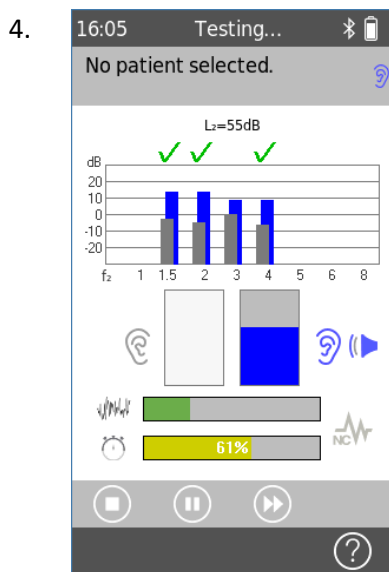 4.
16:05 Testing...
No patient selected.
L₂=55dB
dB
20
10
0
-10
-20
f₂ 1 1.5 2 3 4 5 6 8
NC
61%
?